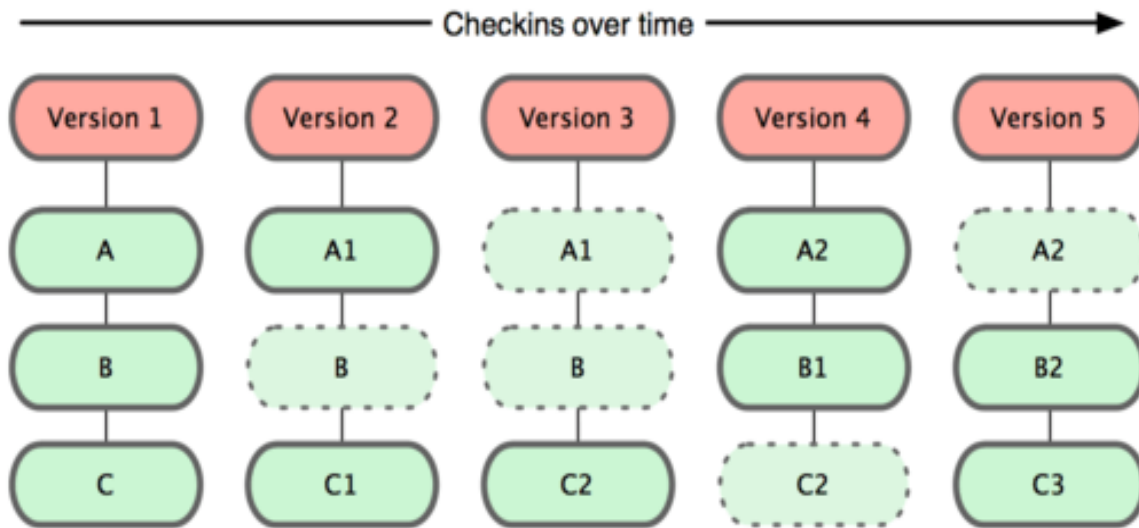 Checkins over time
Version 1 Version 2 Version 3 Version 4 Version 5
A A1 A1 A2 A2
B B B B1 B2
C C1 C2 C2 C3